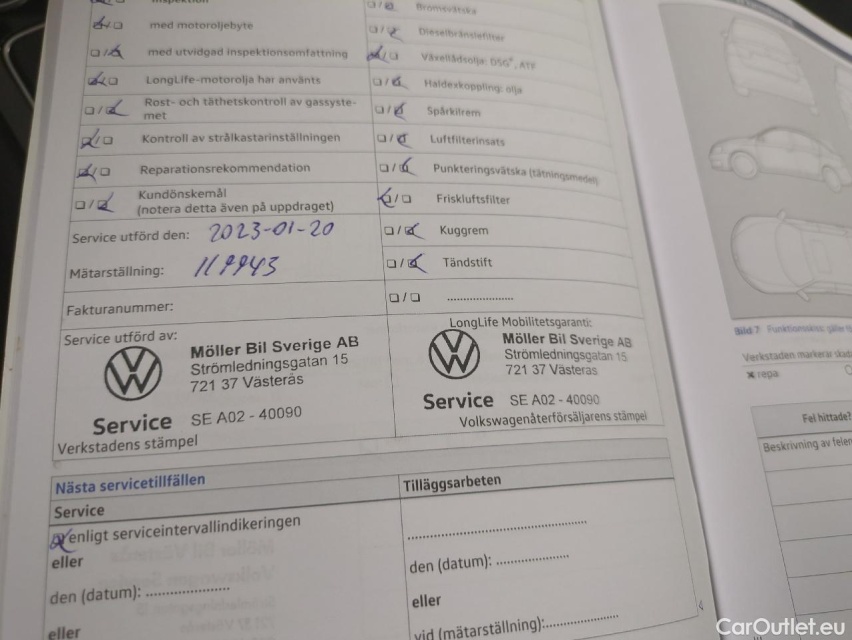 Inspektion
med motoroljebyte
med utvidgad inspektionsomfattning
LongLife-motorolja har använts
Rost- och täthetskontroll av gassyste-
met
Kontroll av strålkastarinställningen
Reparationsrekommendation
Kundönskemål
(notera detta även på uppdraget)
Service utförd den: 2023-01-20
Mätarställning:
Fakturanummer:
Bromsvätska
Dieselbränslefilter
Växellådsolja: DSG®, ATF
Haldexkoppling: olja
Spårkilrem
Luftfilterinsats
Punkteringsvätska (tätningsmedel)
Friskluftsfilter
Kuggrem
Tändstift
Service utförd av:
Möller Bil Sverige AB
Strömledningsgatan 15
721 37 Västerås
Service SE A02 - 40090
Verkstadens stämpel
LongLife Mobilitetsgaranti:
Möller Bil Sverige AB
Strömledningsgatan 15
721 37 Västerås
Service SE A02 - 40090
Volkswagenåterförsäljarens stämpel
Nästa servicetillfällen
Service
enligt serviceintervallindikeringen
eller
den (datum):
eller
Tilläggsarbeten
den (datum):
eller
vid (mätarställning):
Bild 7
Verkstaden markerar
repa
Fel hittade?
Beskrivning av felen
CarOutlet.eu